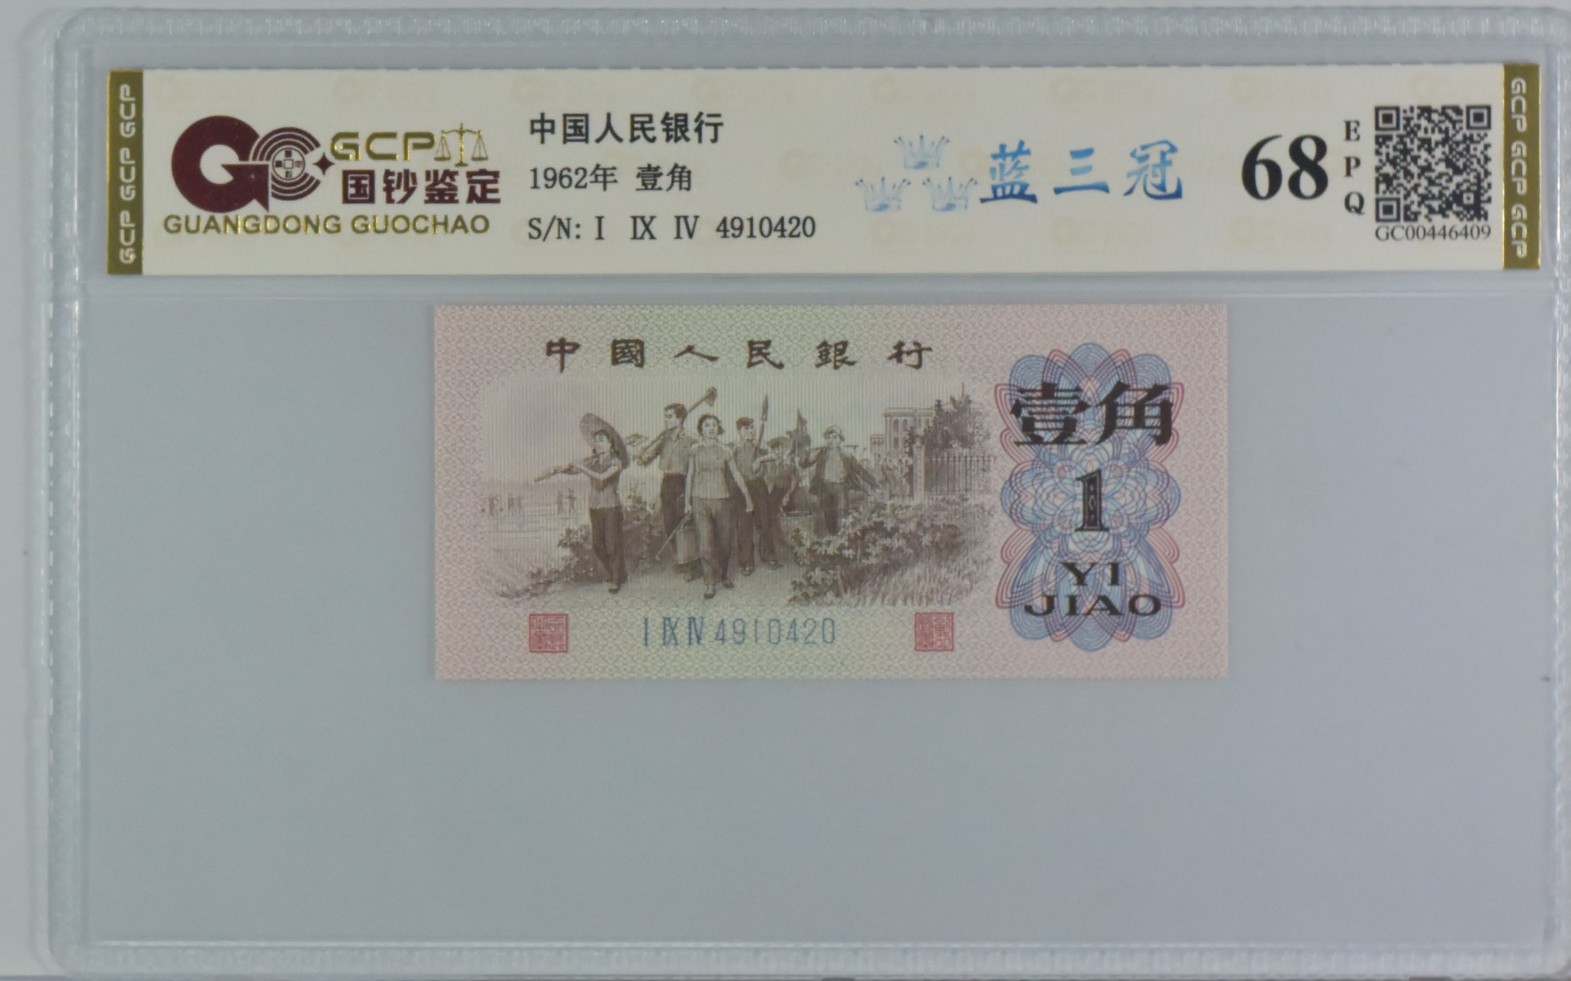 GCP GCP GCP
GCP
国钞鉴定
GUANGDONG GUOCHAO
中国人民银行
1962年 壹角
S/N: I IX IV 4910420
蓝三冠
68
EPQ
GC00446409
GCP GCP GCP
中國人民銀行
壹角
1
YI
JIAO
I IX IV 4910420